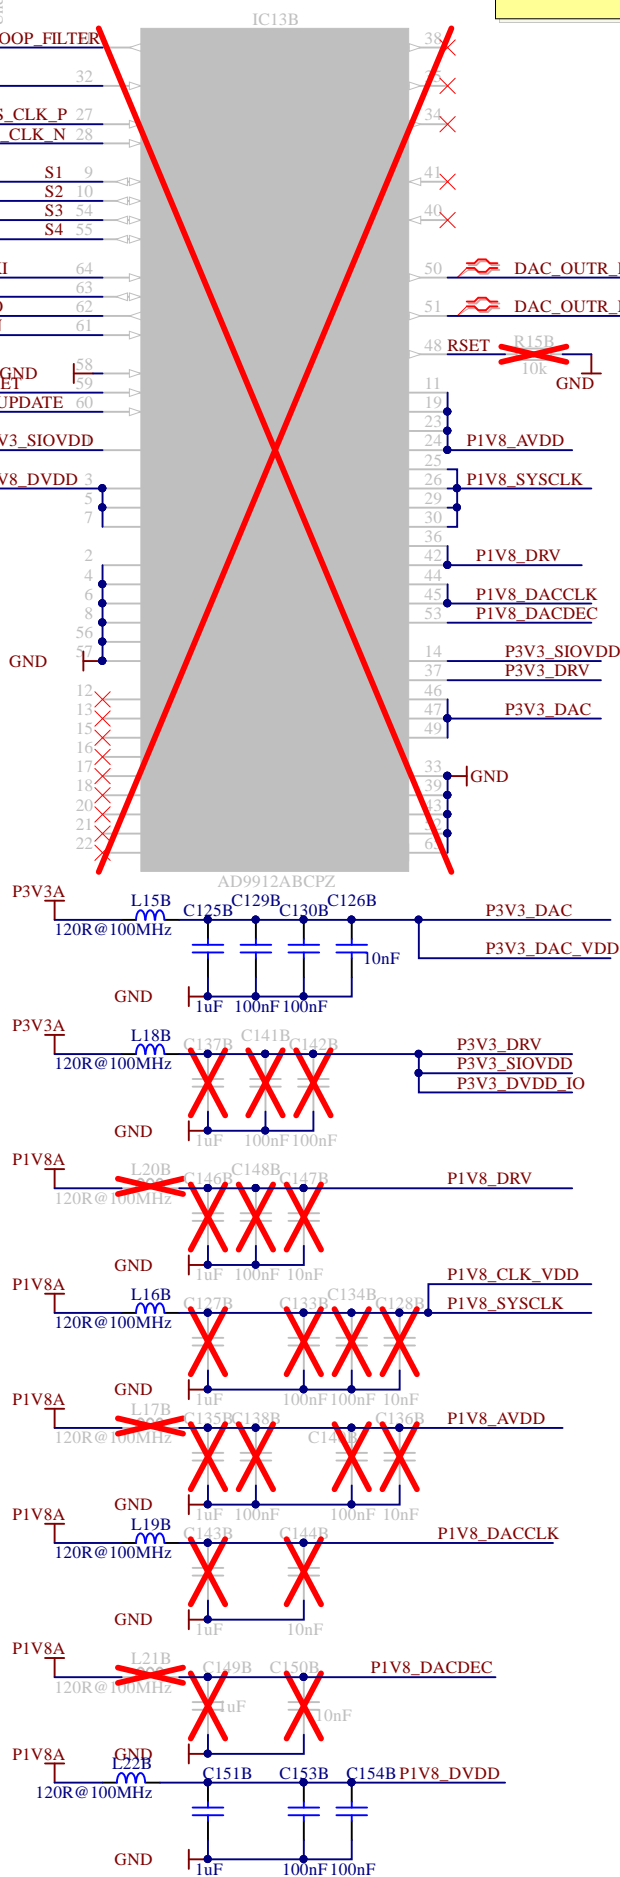 IC13B
OOP_FILTER 38
32 35
S_CLK_P 27 34
_CLK_N 28
S1 9 41
S2 10
S3 54 40
S4 55
KI 64 50 DAC_OUTR_
63
62 51 DAC_OUTR_
61
48 RSET R15B
10k
GND
GND 58
ET 59 11
UPDATE 60 19
23
V3_SIOVDD 24 P1V8_AVDD
25
V8_DVDD 3 26 P1V8_SYSCLK
5 29
7 30
36
2 42 P1V8_DRV
4 44
6 45 P1V8_DACCLK
8 53 P1V8_DACDEC
56
GND 57 14 P3V3_SIOVDD
37 P3V3_DRV
12 46
13 47 P3V3_DAC
15 49
16
17 33 GND
18 39
20 43
21 52
22
AD9912ABCPZ
P3V3A L15B C125B C129B C130B C126B P3V3_DAC
120R@100MHz
P3V3_DAC_VDD
10nF
GND 1uF 100nF 100nF
P3V3A L18B C137B C141B C142B P3V3_DRV
120R@100MHz P3V3_SIOVDD
P3V3_DVDD_IO
GND 1uF 100nF 100nF
P1V8A L20B C146B C148B C147B P1V8_DRV
120R@100MHz
GND 1uF 100nF 10nF
P1V8_CLK_VDD
P1V8A L16B C127B C133B C134B C128B P1V8_SYSCLK
120R@100MHz
GND 1uF 100nF 100nF 10nF
P1V8A L17B C135B C138B C136B P1V8_AVDD
120R@100MHz
GND 1uF 100nF 100nF 10nF
P1V8A L19B C143B C144B P1V8_DACCLK
120R@100MHz
GND 1uF 10nF
P1V8A L21B C149B C150B P1V8_DACDEC
120R@100MHz 1uF 10nF
GND
P1V8A L22B C151B C153B C154B P1V8_DVDD
120R@100MHz
GND 1uF 100nF 100nF